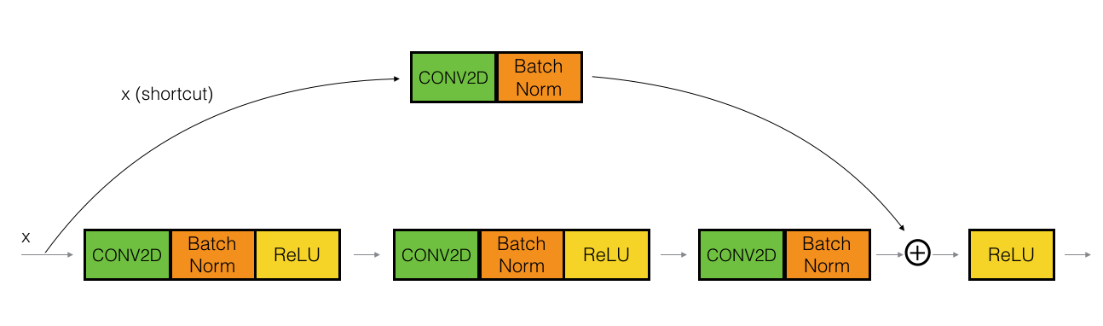 CONV2D
Batch
Norm
x (shortcut)
x
CONV2D
Batch
Norm
ReLU
CONV2D
Batch
Norm
ReLU
CONV2D
Batch
Norm
ReLU